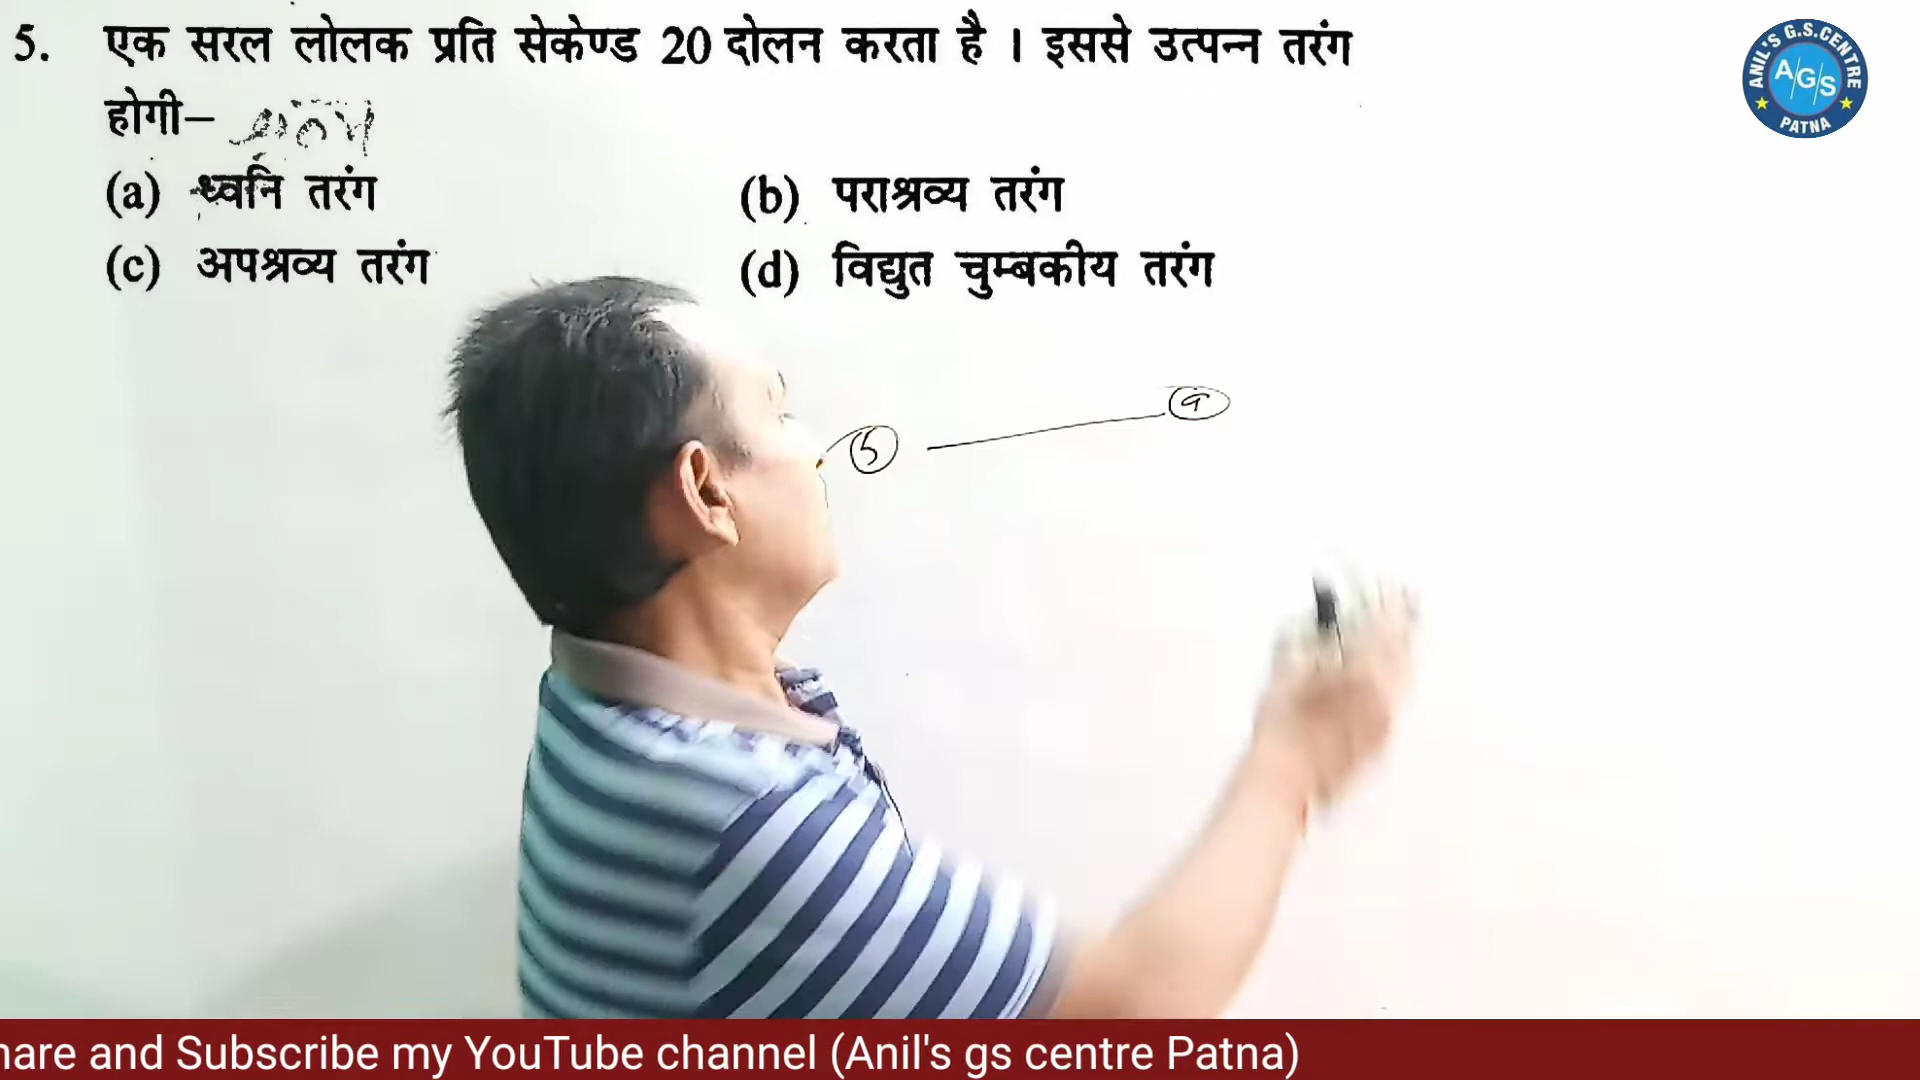 5. एक सरल लोलक प्रति सेकेण्ड 20 दोलन करता है । इससे उत्पन्न तरंग
होगी–
(a) ध्वनि तरंग (b) पराश्रव्य तरंग
(c) अपश्रव्य तरंग (d) विद्युत चुम्बकीय तरंग
ANIL'S G.S.CENTRE
A/G/S
PATNA
hare and Subscribe my YouTube channel (Anil's gs centre Patna)